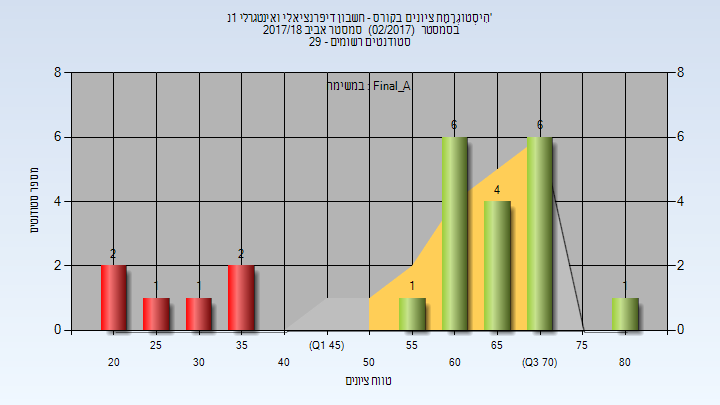 היסטוגרמת ציונים בקורס - חשבון דיפרנציאלי ואינטגרלי 1נ'
בסמסטר (02/2017) סמסטר אביב 2017/18
סטודנטים רשומים - 29
במשימה : Final_A
8 8
6 6
4 4
2 2
0 0
2 1 1 2 1 6 4 6 1
מספר סטודנטים
25 30 35 (Q1 45) 55 65 75
20 30 40 50 60 (Q3 70) 80
טווח ציונים